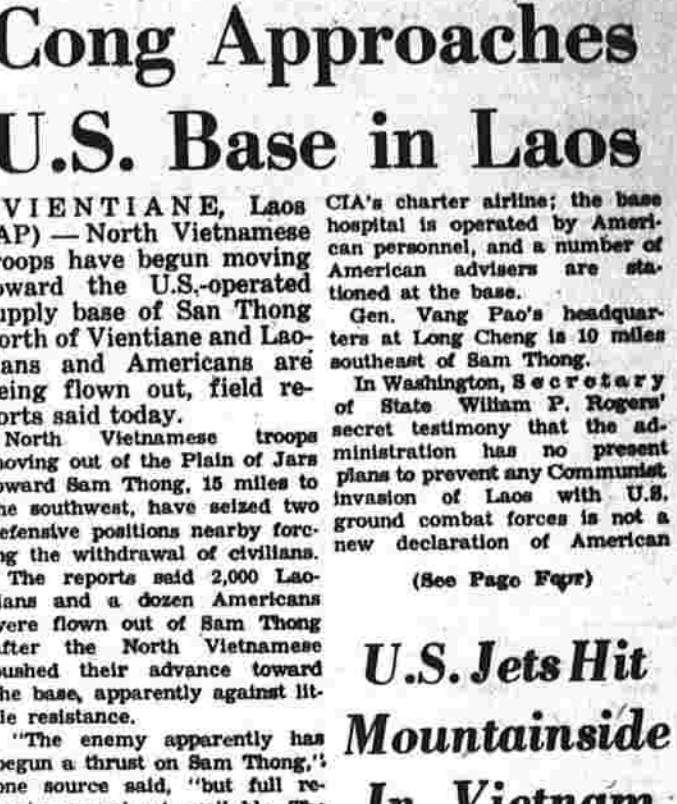 Cong Approaches
U.S. Base in Laos
VIENTIANE, Laos
AP) — North Vietnamese
roops have begun moving
oward the U.S.-operated
upply base of San Thong
orth of Vientiane and Lao-
ans and Americans are
eing flown out, field re-
orts said today.
North Vietnamese troops
moving out of the Plain of Jars
oward Sam Thong, 15 miles to
he southwest, have seized two
efensive positions nearby forc-
ng the withdrawal of civilians.
The reports said 2,000 Lao-
ians and a dozen Americans
were flown out of Sam Thong
after the North Vietnamese
pushed their advance toward
he base, apparently against lit-
le resistance.
"The enemy apparently has
begun a thrust on Sam Thong,"
one source said, "but full re-
CIA's charter airline; the base
hospital is operated by Ameri-
can personnel, and a number of
American advisers are sta-
tioned at the base.
Gen. Vang Pao's headquar-
ters at Long Cheng is 10 miles
southeast of Sam Thong.
In Washington, Secretary
of State William P. Rogers'
secret testimony that the ad-
ministration has no present
plans to prevent any Communist
invasion of Laos with U.S.
ground combat forces is not a
new declaration of American
(See Page Four)
U.S. Jets Hit
Mountainside
In Vietnam